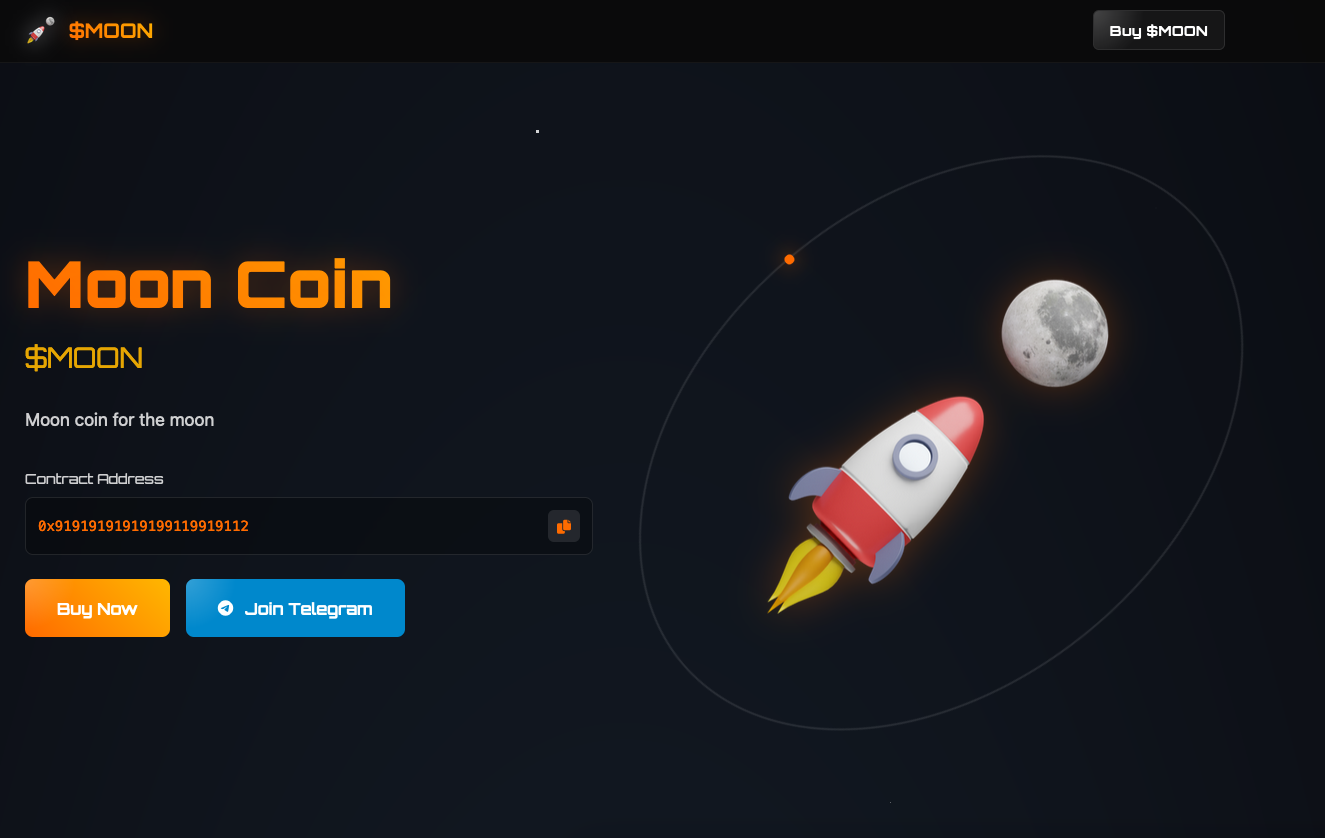 $MOON
Buy $MOON
Moon Coin
$MOON
Moon coin for the moon
Contract Address
0x91919191919199119919112
Buy Now
Join Telegram